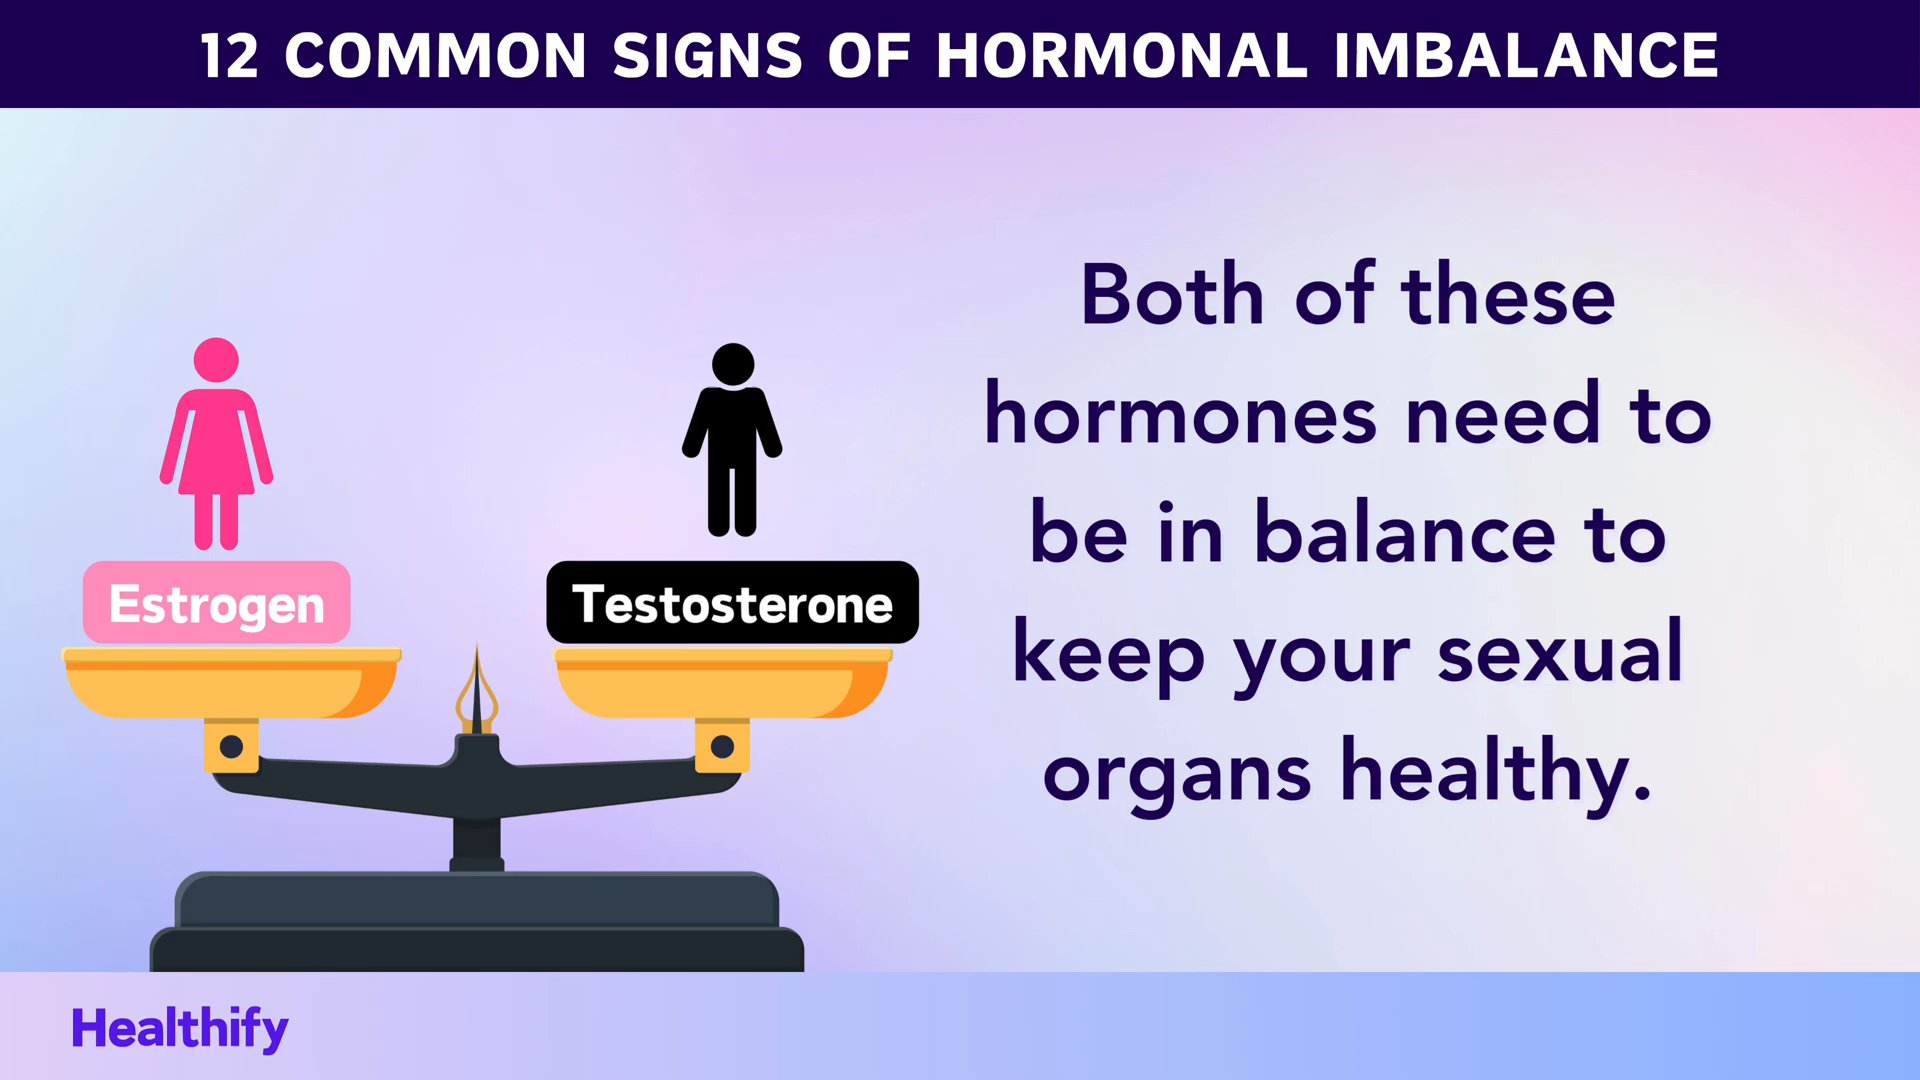 12 COMMON SIGNS OF HORMONAL IMBALANCE
Both of these
hormones need to
be in balance to
keep your sexual
organs healthy.
Estrogen
Testosterone
Healthify